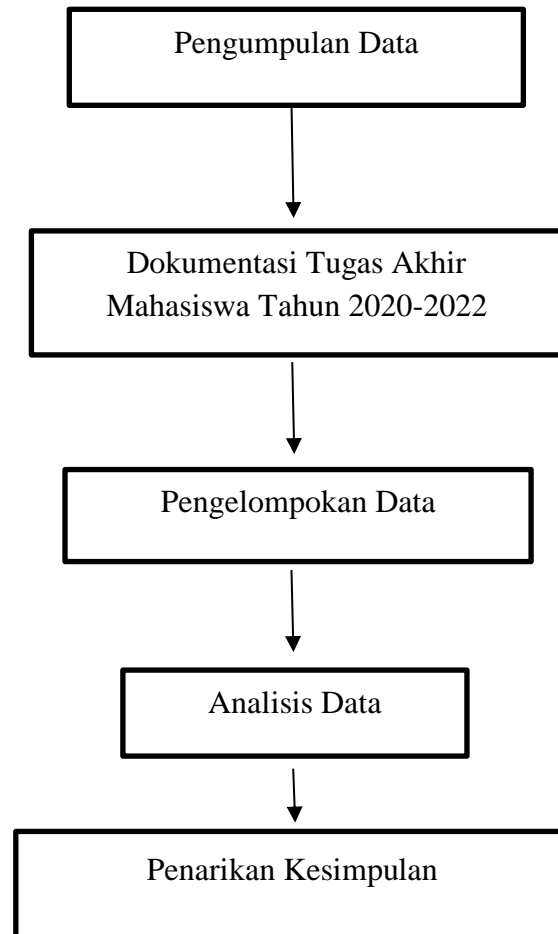 Pengumpulan Data
Dokumentasi Tugas Akhir
Mahasiswa Tahun 2020-2022
Pengelompokan Data
Analisis Data
Penarikan Kesimpulan